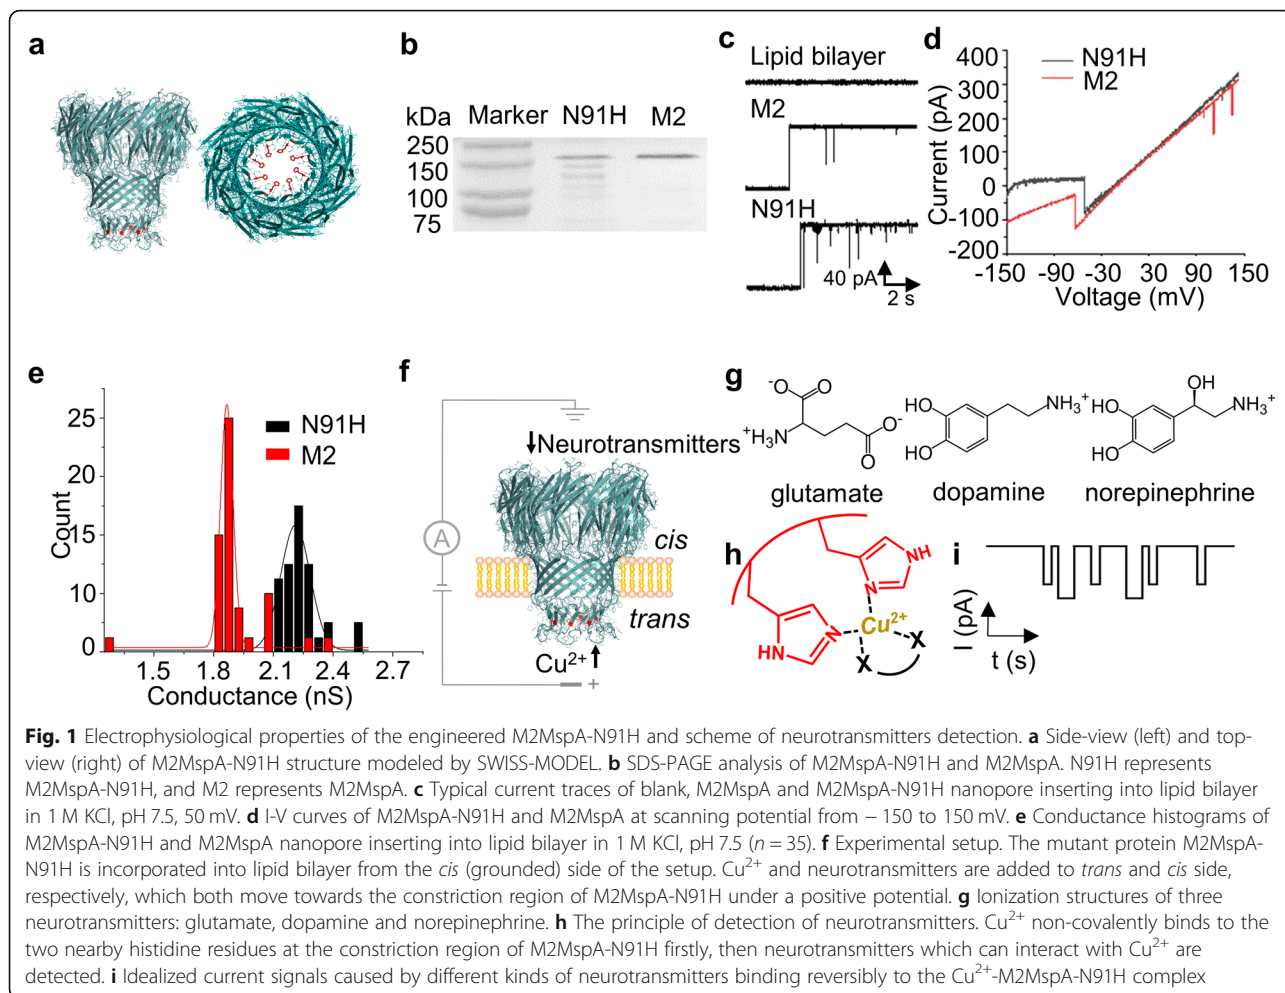 a
b
kDa Marker N91H M2
250
150
100
75
c
Lipid bilayer
M2
N91H
40 pA
2 s
d
N91H
M2
Current (pA)
400
300
200
100
0
-100
-200
-150 -90 -30 30 90 150
Voltage (mV)
e
N91H
M2
Count
25
20
15
10
5
0
1.5 1.8 2.1 2.4 2.7
Conductance (nS)
f
Neurotransmitters
A
cis
trans
Cu²⁺
+
g
⁻O O
O⁻
⁺H₃N
O
glutamate
HO
HO
NH₃⁺
dopamine
OH
HO
HO
NH₃⁺
norepinephrine
h
NH
N
N
HN
Cu²⁺
X
X
i
I (pA)
t (s)
Fig. 1 Electrophysiological properties of the engineered M2MspA-N91H and scheme of neurotransmitters detection. a Side-view (left) and top-
view (right) of M2MspA-N91H structure modeled by SWISS-MODEL. b SDS-PAGE analysis of M2MspA-N91H and M2MspA. N91H represents
M2MspA-N91H, and M2 represents M2MspA. c Typical current traces of blank, M2MspA and M2MspA-N91H nanopore inserting into lipid bilayer
in 1 M KCl, pH 7.5, 50 mV. d I-V curves of M2MspA-N91H and M2MspA at scanning potential from − 150 to 150 mV. e Conductance histograms of
M2MspA-N91H and M2MspA nanopore inserting into lipid bilayer in 1 M KCl, pH 7.5 (n = 35). f Experimental setup. The mutant protein M2MspA-
N91H is incorporated into lipid bilayer from the cis (grounded) side of the setup. Cu²⁺ and neurotransmitters are added to trans and cis side,
respectively, which both move towards the constriction region of M2MspA-N91H under a positive potential. g Ionization structures of three
neurotransmitters: glutamate, dopamine and norepinephrine. h The principle of detection of neurotransmitters. Cu²⁺ non-covalently binds to the
two nearby histidine residues at the constriction region of M2MspA-N91H firstly, then neurotransmitters which can interact with Cu²⁺ are
detected. i Idealized current signals caused by different kinds of neurotransmitters binding reversibly to the Cu²⁺-M2MspA-N91H complex